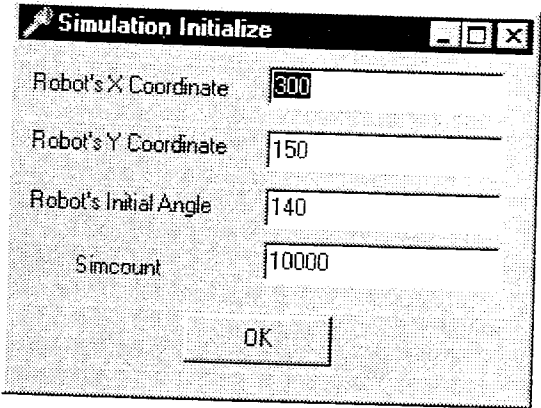 Simulation Initialize
Robot's X Coordinate 300
Robot's Y Coordinate 150
Robot's Initial Angle 140
Simcount 10000
OK